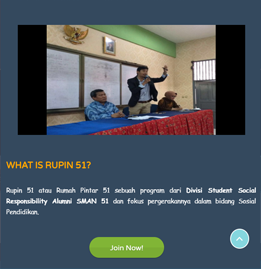 WHAT IS RUPIN 51?
Rupin 51 atau Rumah Pintar 51 sebuah program dari Divisi Student Social
Responsibility Alumni SMAN 51 dan fokus pergerakannya dalam bidang Sosial
Pendidikan.
Join Now!